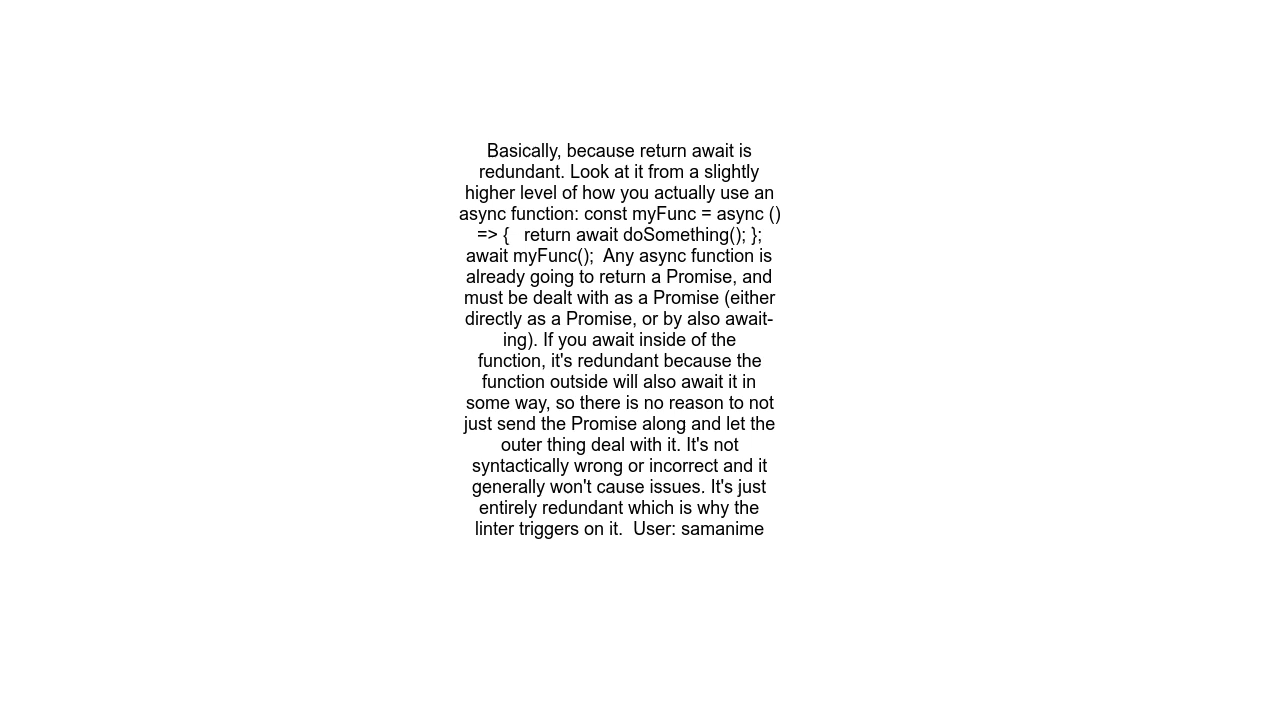 Basically, because return await is
redundant. Look at it from a slightly
higher level of how you actually use an
async function: const myFunc = async ()
=> {   return await doSomething(); };
await myFunc();  Any async function is
already going to return a Promise, and
must be dealt with as a Promise (either
directly as a Promise, or by also await-
ing). If you await inside of the
function, it's redundant because the
function outside will also await it in
some way, so there is no reason to not
just send the Promise along and let the
outer thing deal with it. It's not
syntactically wrong or incorrect and it
generally won't cause issues. It's just
entirely redundant which is why the
linter triggers on it.  User: samanime